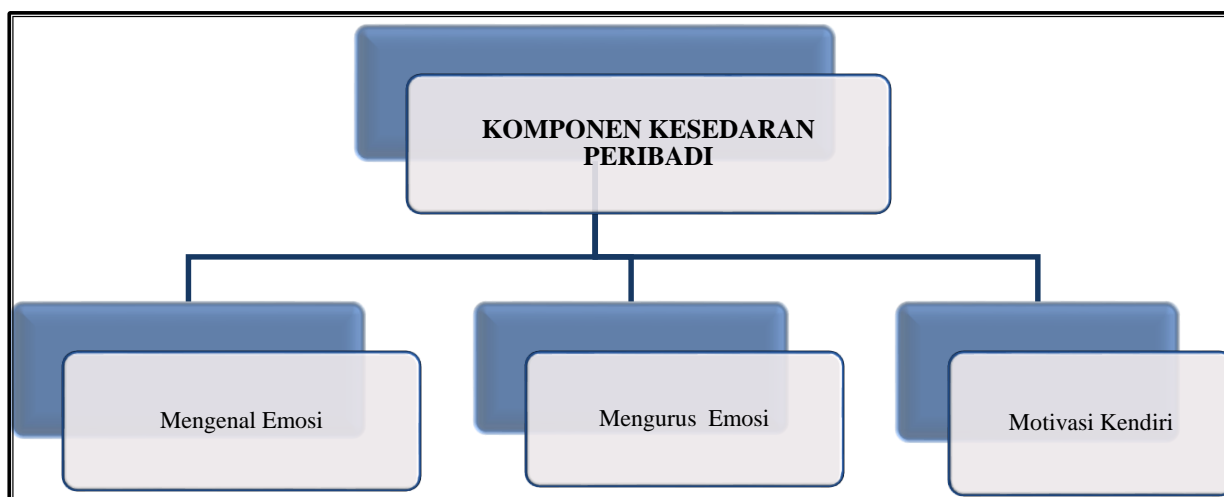 KOMPONEN KESEDARAN
PERIBADI
Mengenal Emosi
Mengurus Emosi
Motivasi Kendiri